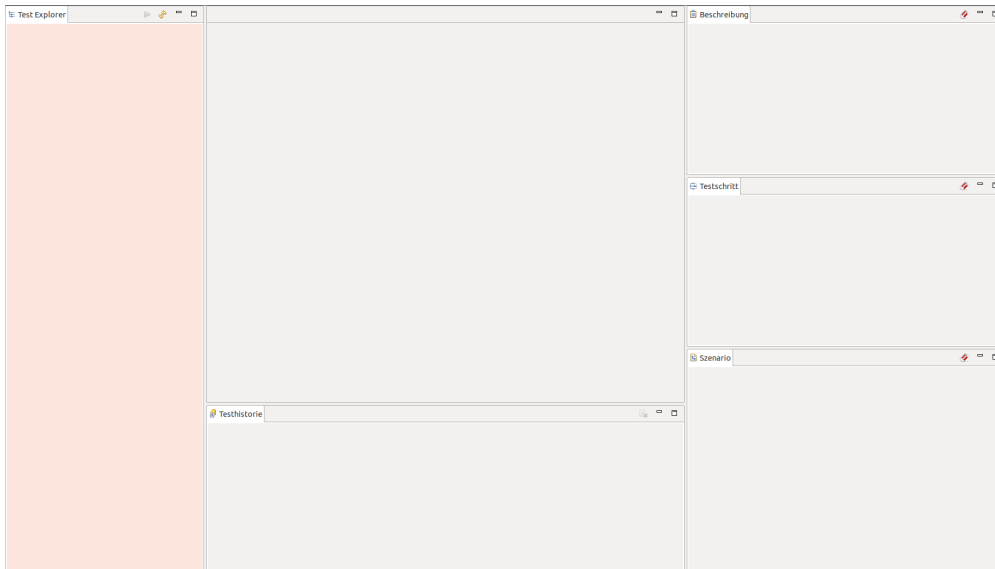 Test Explorer
Beschreibung
Testschritt
Szenario
Testhistorie